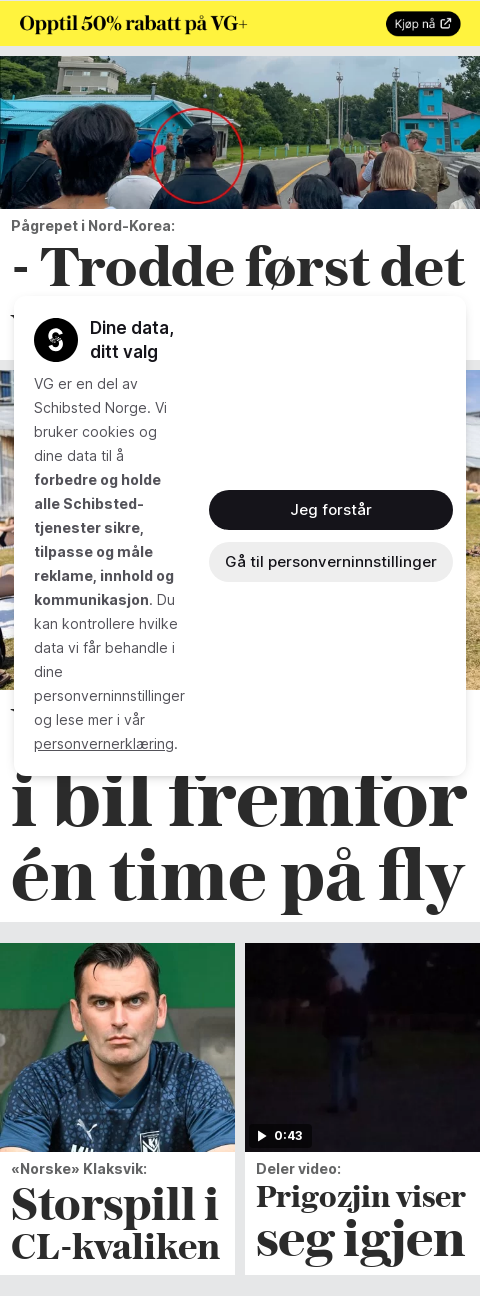 Opptil 50% rabatt på VG+
Kjøp nå
Pågrepet i Nord-Korea:
- Trodde først det
Dine data,
ditt valg
VG er en del av
Schibsted Norge. Vi
bruker cookies og
dine data til å
forbedre og holde
alle Schibsted-
tjenester sikre,
tilpasse og måle
reklame, innhold og
kommunikasjon. Du
kan kontrollere hvilke
data vi får behandle i
dine
personverninnstillinger
og lese mer i vår
personvernerklæring.
Jeg forstår
Gå til personverninnstillinger
i bil fremfor
én time på fly
«Norske» Klaksvik:
Storspill i
CL-kvaliken
0:43
Deler video:
Prigozjin viser
seg igjen